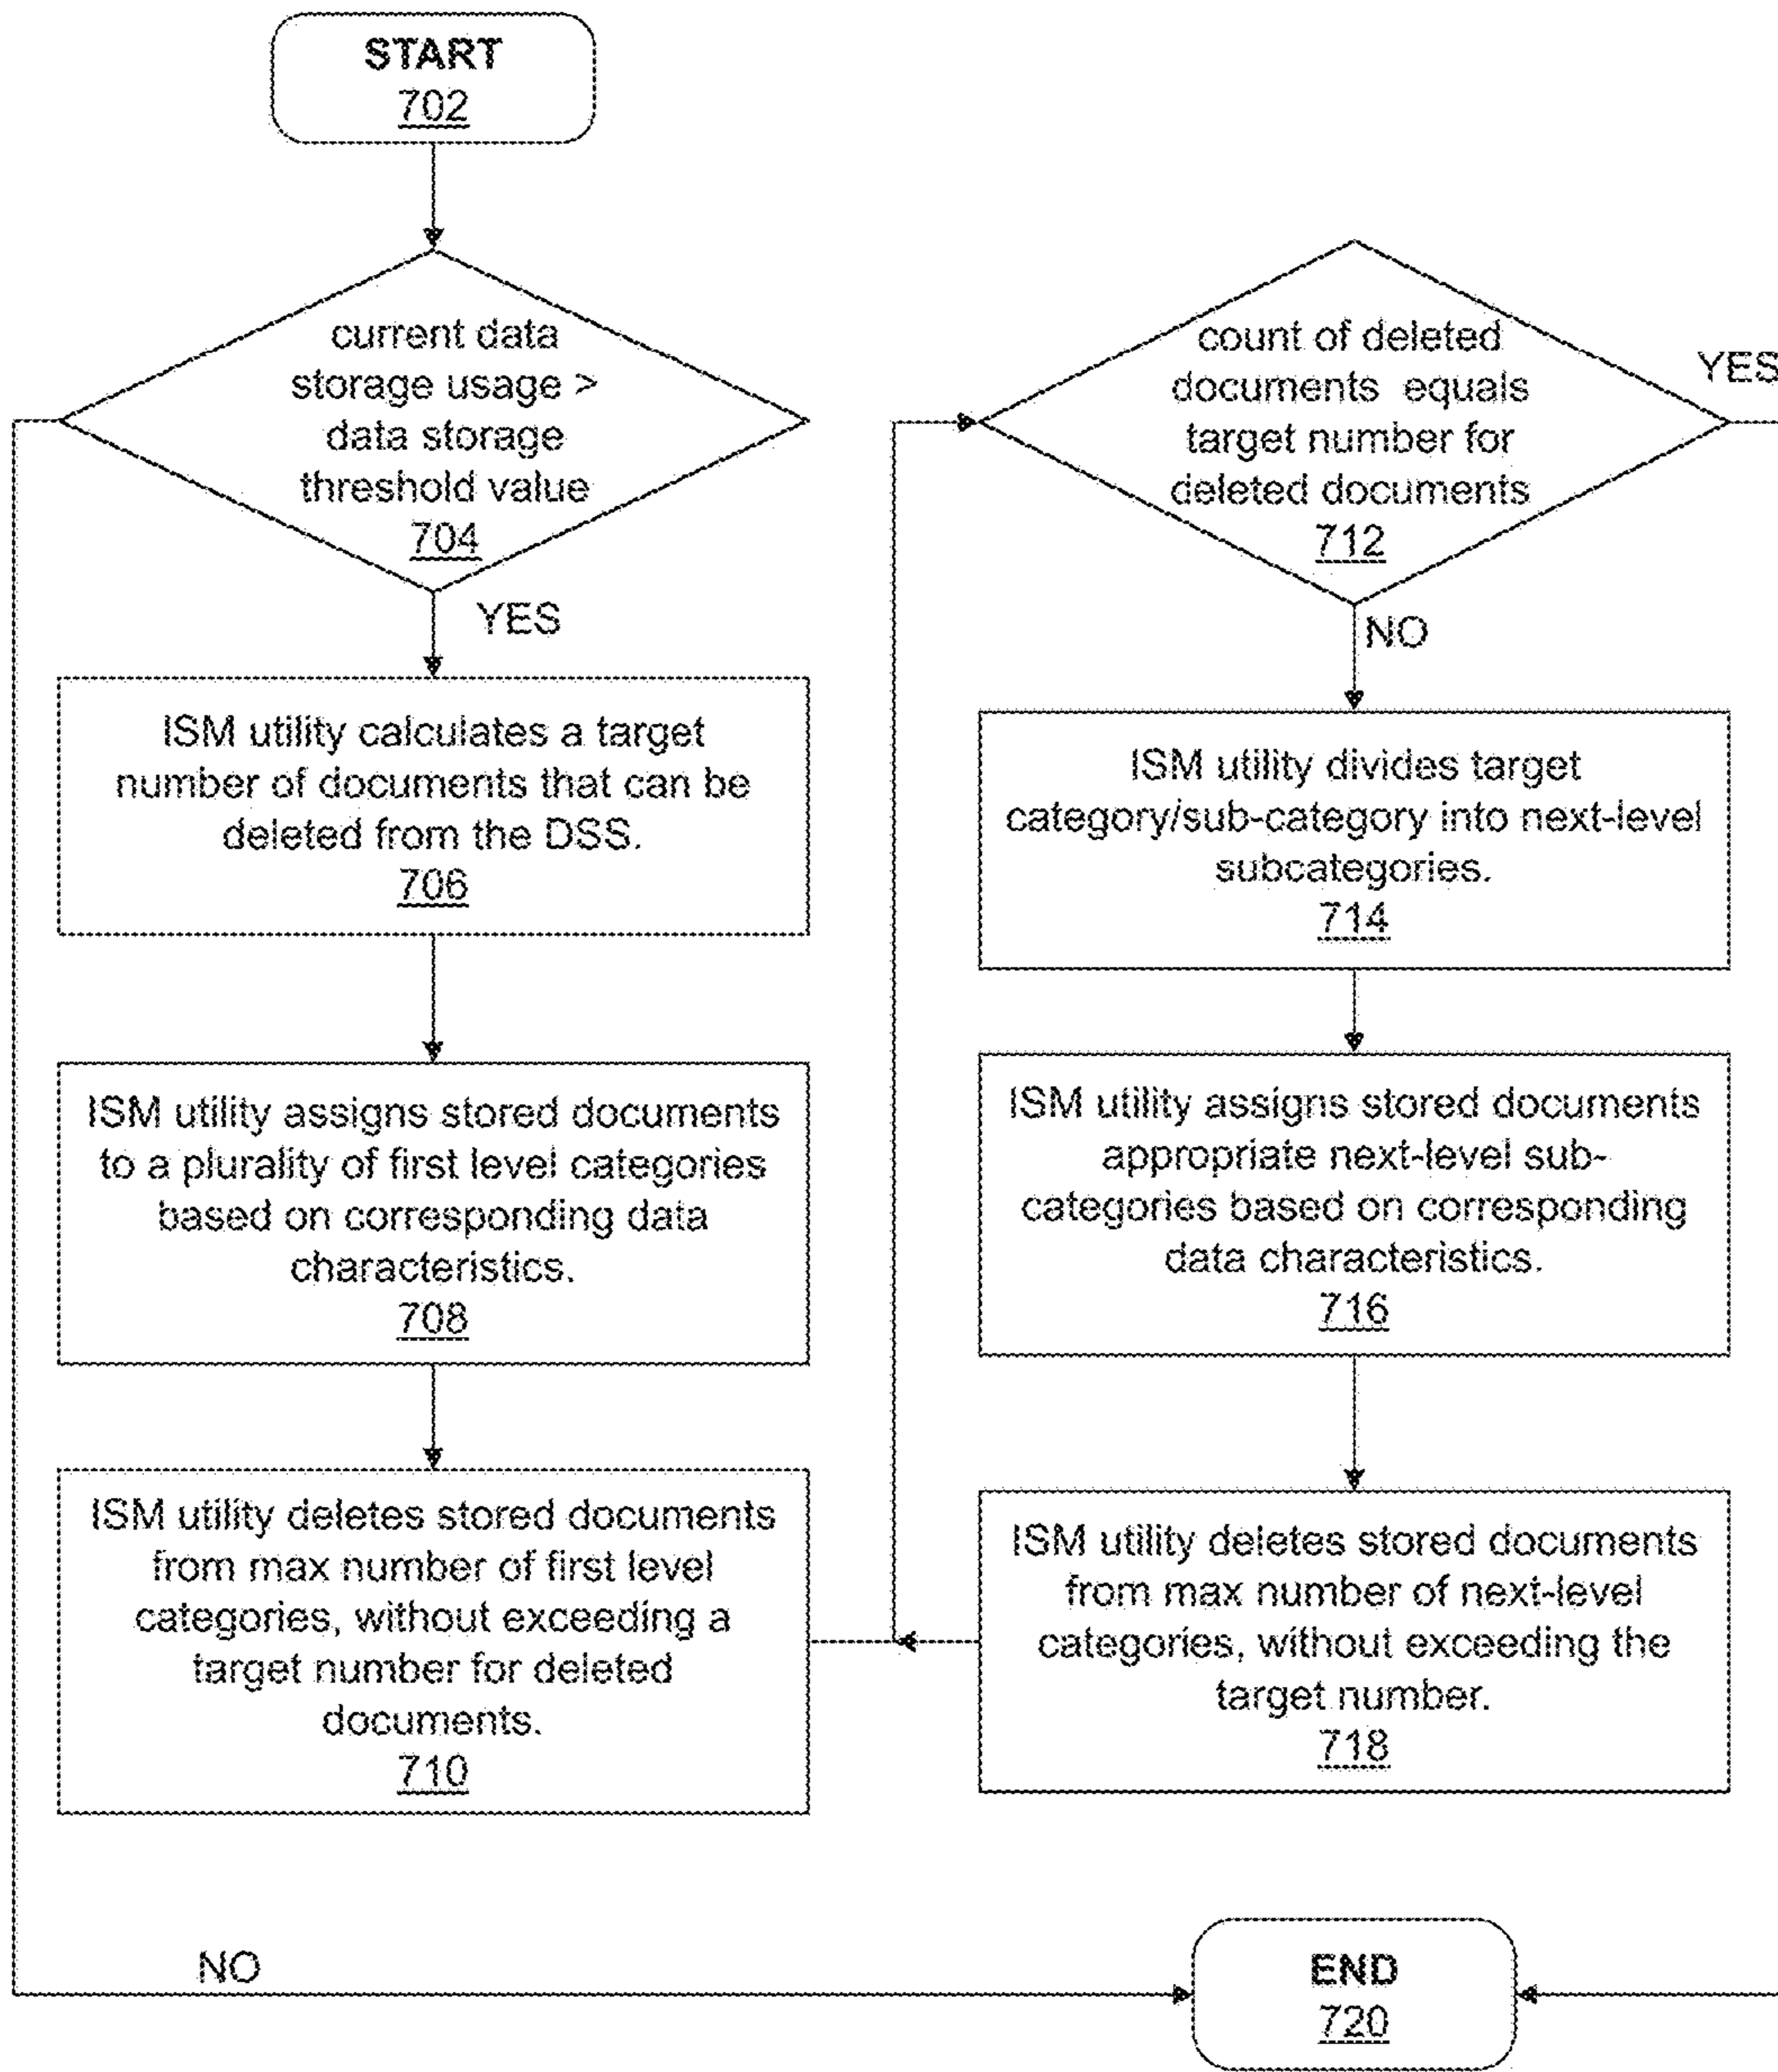 START
702
current data
storage usage >
data storage
threshold value
704
YES
ISM utility calculates a target
number of documents that can be
deleted from the DSS.
706
ISM utility assigns stored documents
to a plurality of first level categories
based on corresponding data
characteristics.
708
ISM utility deletes stored documents
from max number of first level
categories, without exceeding a
target number for deleted
documents.
710
NO
count of deleted
documents equals
target number for
deleted documents
712
YES
NO
ISM utility divides target
category/sub-category into next-level
subcategories.
714
ISM utility assigns stored documents
appropriate next-level sub-
categories based on corresponding
data characteristics.
716
ISM utility deletes stored documents
from max number of next-level
categories, without exceeding the
target number.
718
END
720